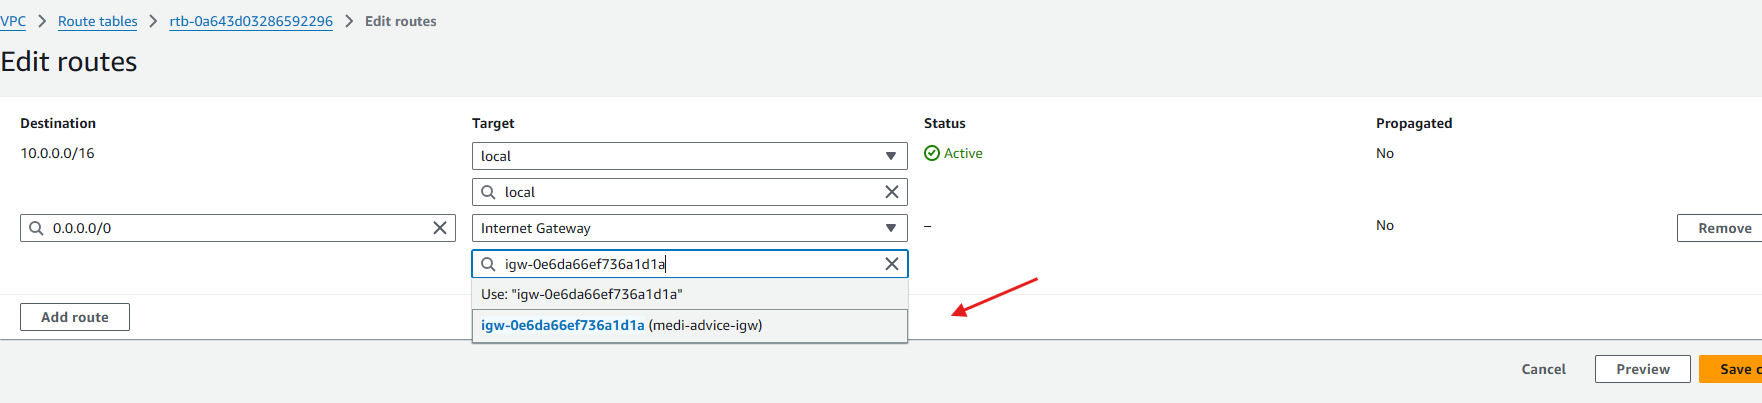 VPC > Route tables > rtb-0a643d03286592296 > Edit routes
Edit routes
Destination Target Status Propagated
10.0.0.0/16 local Active No
local
0.0.0.0/0 Internet Gateway – No Remove
igw-0e6da66ef736a1d1a
Use: "igw-0e6da66ef736a1d1a"
Add route
igw-0e6da66ef736a1d1a (medi-advice-igw)
Cancel Preview Save c